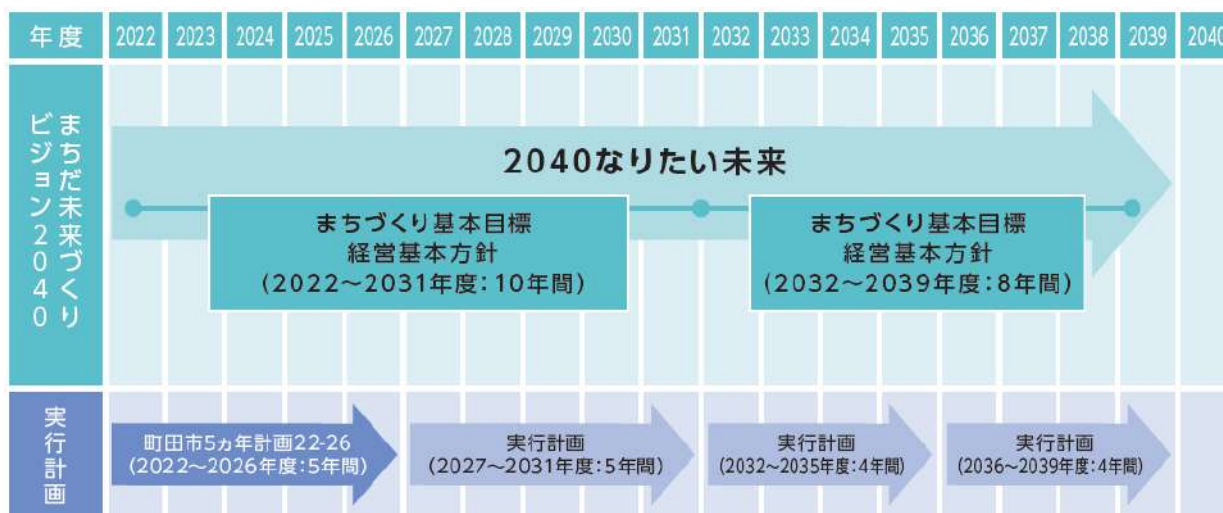 年度 2022 2023 2024 2025 2026 2027 2028 2029 2030 2031 2032 2033 2034 2035 2036 2037 2038 2039 2040
まちだ未来づくり
ビジョン2040
2040なりたい未来
まちづくり基本目標
経営基本方針
(2022～2031年度:10年間)
まちづくり基本目標
経営基本方針
(2032～2039年度:8年間)
実行計画
町田市5ヵ年計画22-26
(2022～2026年度:5年間)
実行計画
(2027～2031年度:5年間)
実行計画
(2032～2035年度:4年間)
実行計画
(2036～2039年度:4年間)